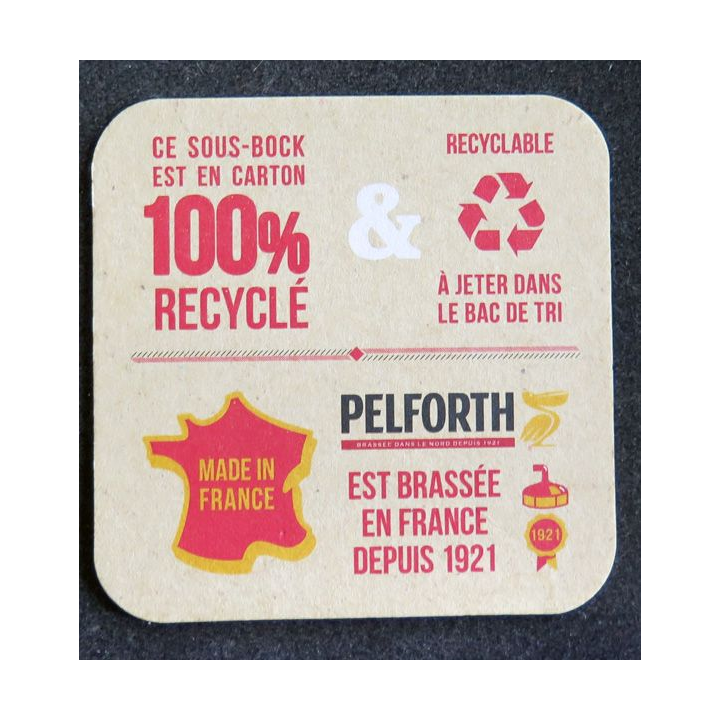 CE SOUS-BOCK
EST EN CARTON
100%
RECYCLÉ
&
RECYCLABLE
À JETER DANS
LE BAC DE TRI
MADE IN
FRANCE
PELFORTH
BRASSÉE DANS LE NORD DEPUIS 1921
EST BRASSÉE
EN FRANCE
DEPUIS 1921
1921